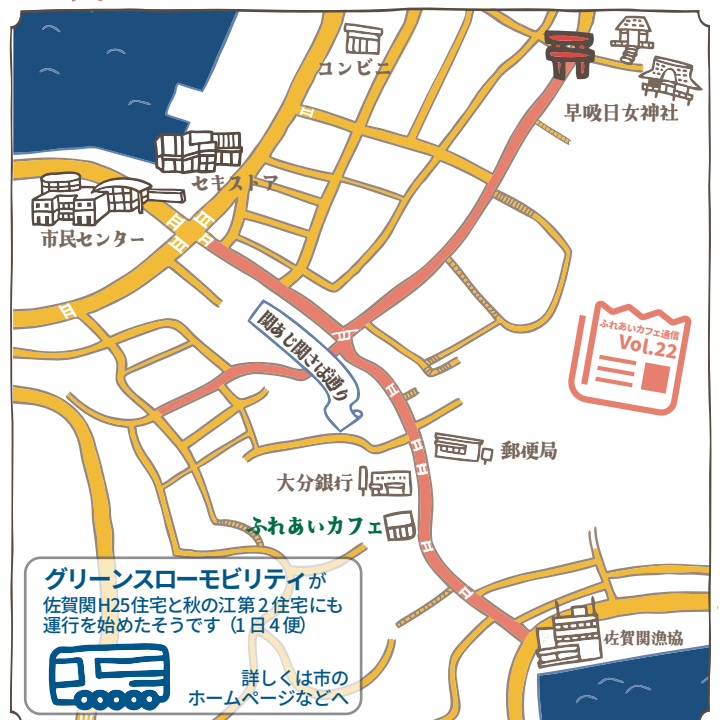 コンビニ
早吸日女神社
セキストア
市民センター
関あじ関さば通り
ふれあいカフェ通信
Vol.22
郵便局
大分銀行
ふれあいカフェ
グリーンスローモビリティが
佐賀関H25住宅と秋の江第2住宅にも
運行を始めたそうです（1日4便）
詳しくは市の
ホームページなどへ
佐賀関漁協